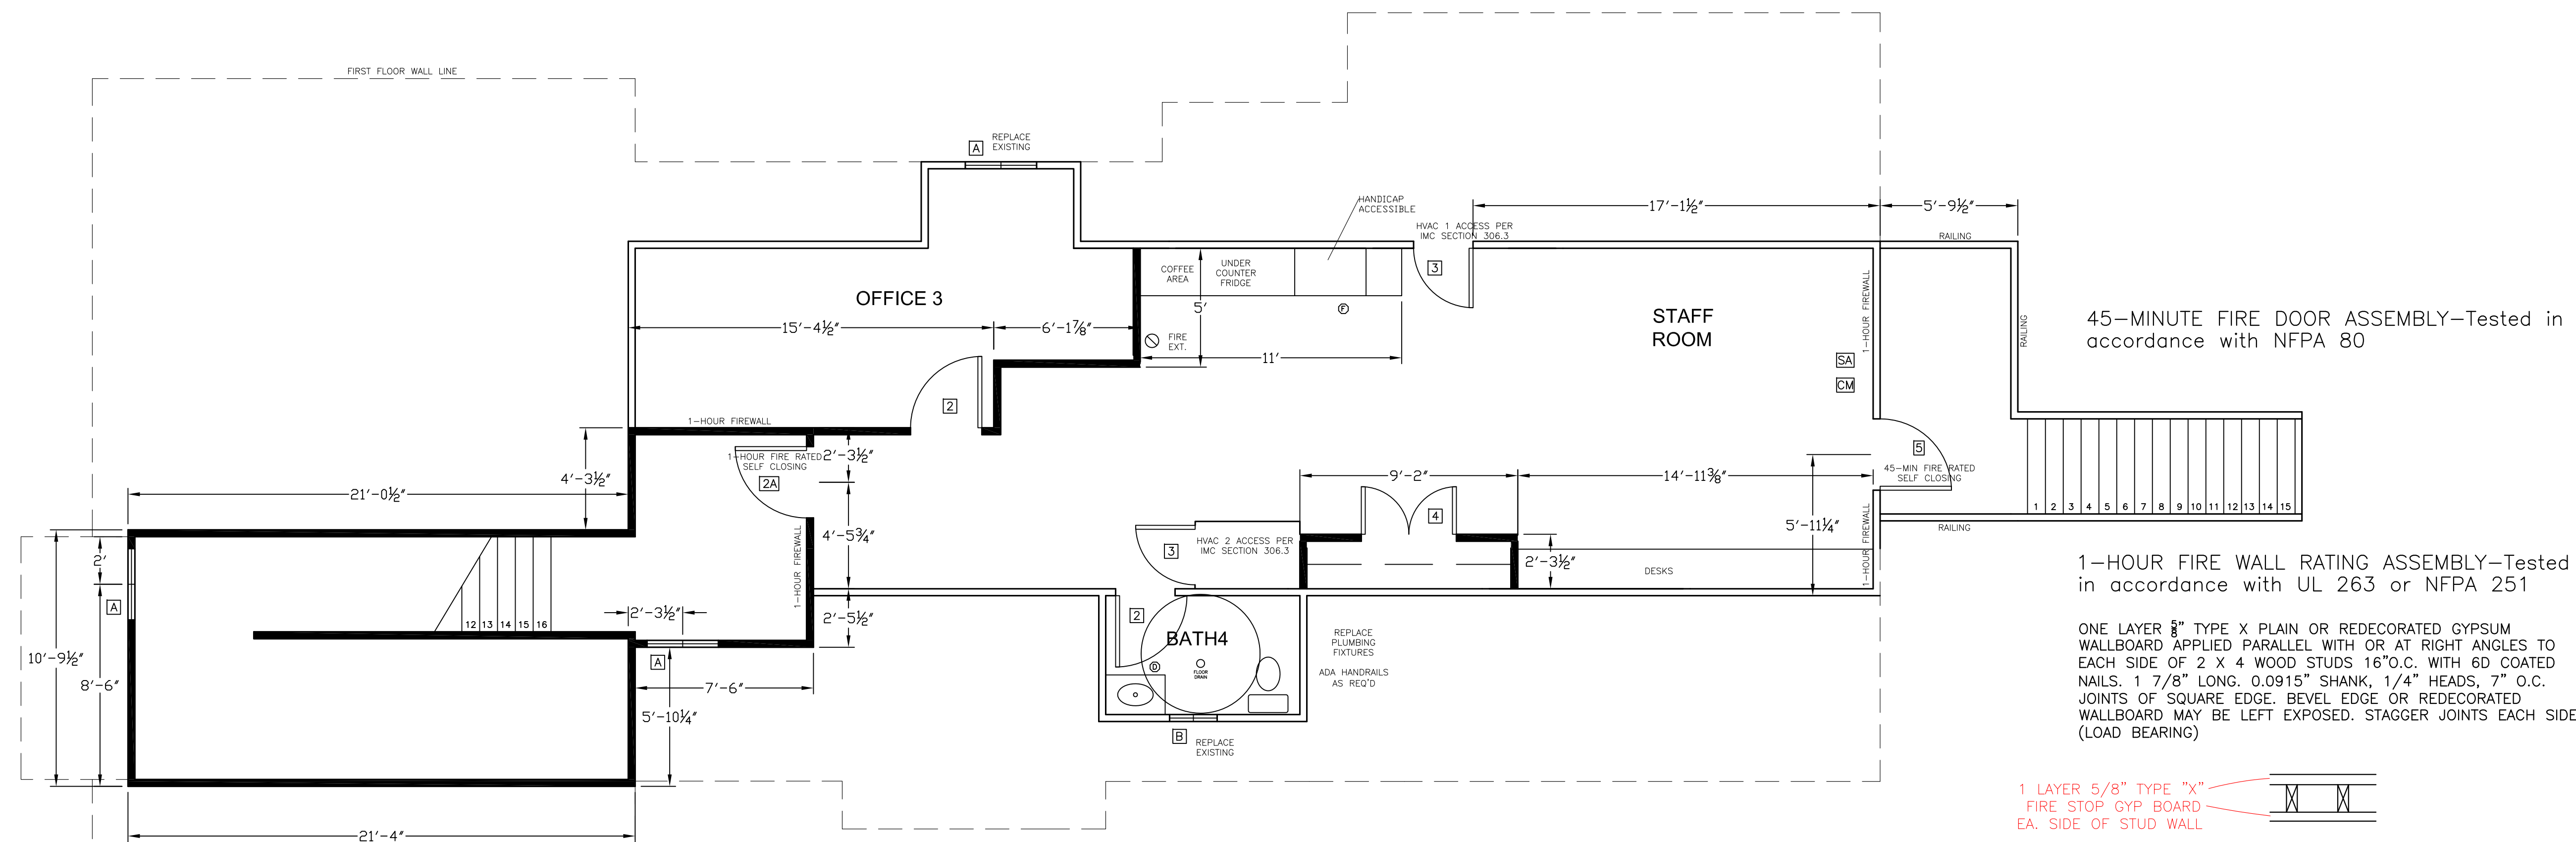 FIRST FLOOR WALL LINE
A
REPLACE
EXISTING
HANDICAP
ACCESSIBLE
HVAC 1 ACCESS PER
IMC SECTION 306.3
17'-1½"
5'-9½"
RAILING
COFFEE
AREA
UNDER
COUNTER
FRIDGE
3
1-HOUR FIREWALL
RAILING
OFFICE 3
15'-4½"
6'-1⅞"
5'
F
FIRE
EXT.
11'
STAFF
ROOM
SA
CM
45-MINUTE FIRE DOOR ASSEMBLY-Tested in
accordance with NFPA 80
2
1-HOUR FIREWALL
1-HOUR FIRE RATED
SELF CLOSING
2A
2'-3½"
4'-3½"
21'-0½"
9'-2"
14'-11⅜"
5
45-MIN FIRE RATED
SELF CLOSING
1 2 3 4 5 6 7 8 9 10 11 12 13 14 15
RAILING
4
5'-11¼"
1-HOUR FIREWALL
4'-5¾"
1-HOUR FIREWALL
3
HVAC 2 ACCESS PER
IMC SECTION 306.3
2'-3½"
DESKS
1-HOUR FIRE WALL RATING ASSEMBLY-Tested
in accordance with UL 263 or NFPA 251
2'
A
12 13 14 15 16
2'-3½"
2'-5½"
2
BATH4
D
FLOOR
DRAIN
REPLACE
PLUMBING
FIXTURES
ADA HANDRAILS
AS REQ'D
10'-9½"
8'-6"
A
7'-6"
5'-10¼"
B
REPLACE
EXISTING
21'-4"
ONE LAYER ⅝" TYPE X PLAIN OR REDECORATED GYPSUM
WALLBOARD APPLIED PARALLEL WITH OR AT RIGHT ANGLES TO
EACH SIDE OF 2 X 4 WOOD STUDS 16"O.C. WITH 6D COATED
NAILS. 1 7/8" LONG. 0.0915" SHANK, 1/4" HEADS, 7" O.C.
JOINTS OF SQUARE EDGE. BEVEL EDGE OR REDECORATED
WALLBOARD MAY BE LEFT EXPOSED. STAGGER JOINTS EACH SIDE
(LOAD BEARING)
1 LAYER 5/8" TYPE "X"
FIRE STOP GYP BOARD
EA. SIDE OF STUD WALL